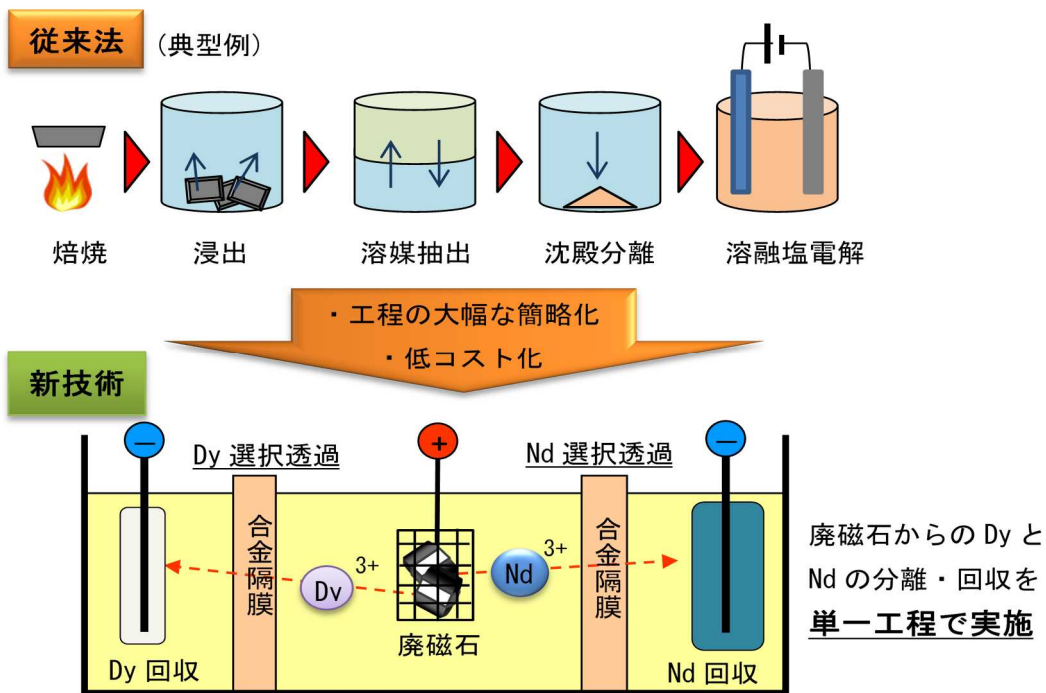 従来法 (典型例)
焙焼
浸出
溶媒抽出
沈殿分離
溶融塩電解
・工程の大幅な簡略化
・低コスト化
新技術
−
+
−
Dy 選択透過
Nd 選択透過
合金隔膜
Dv 3+
Nd 3+
合金隔膜
廃磁石
Dy 回収
Nd 回収
廃磁石からの Dy と
Nd の分離・回収を
単一工程で実施